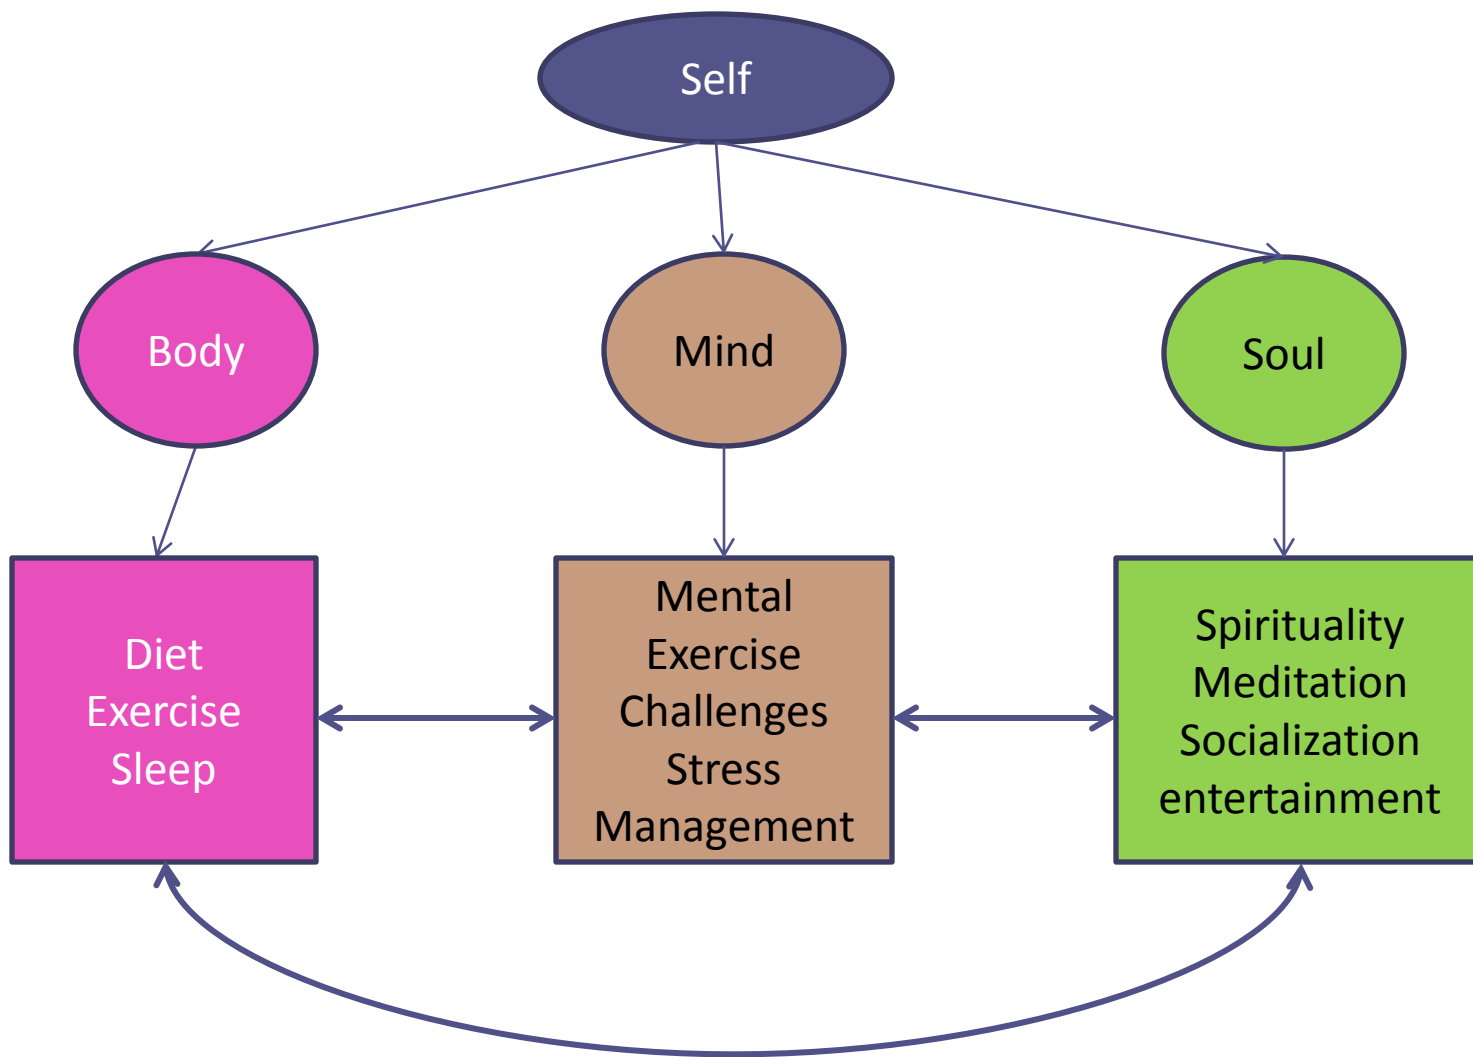 Self
Body
Mind
Soul
Diet
Exercise
Sleep
Mental
Exercise
Challenges
Stress
Management
Spirituality
Meditation
Socialization
entertainment